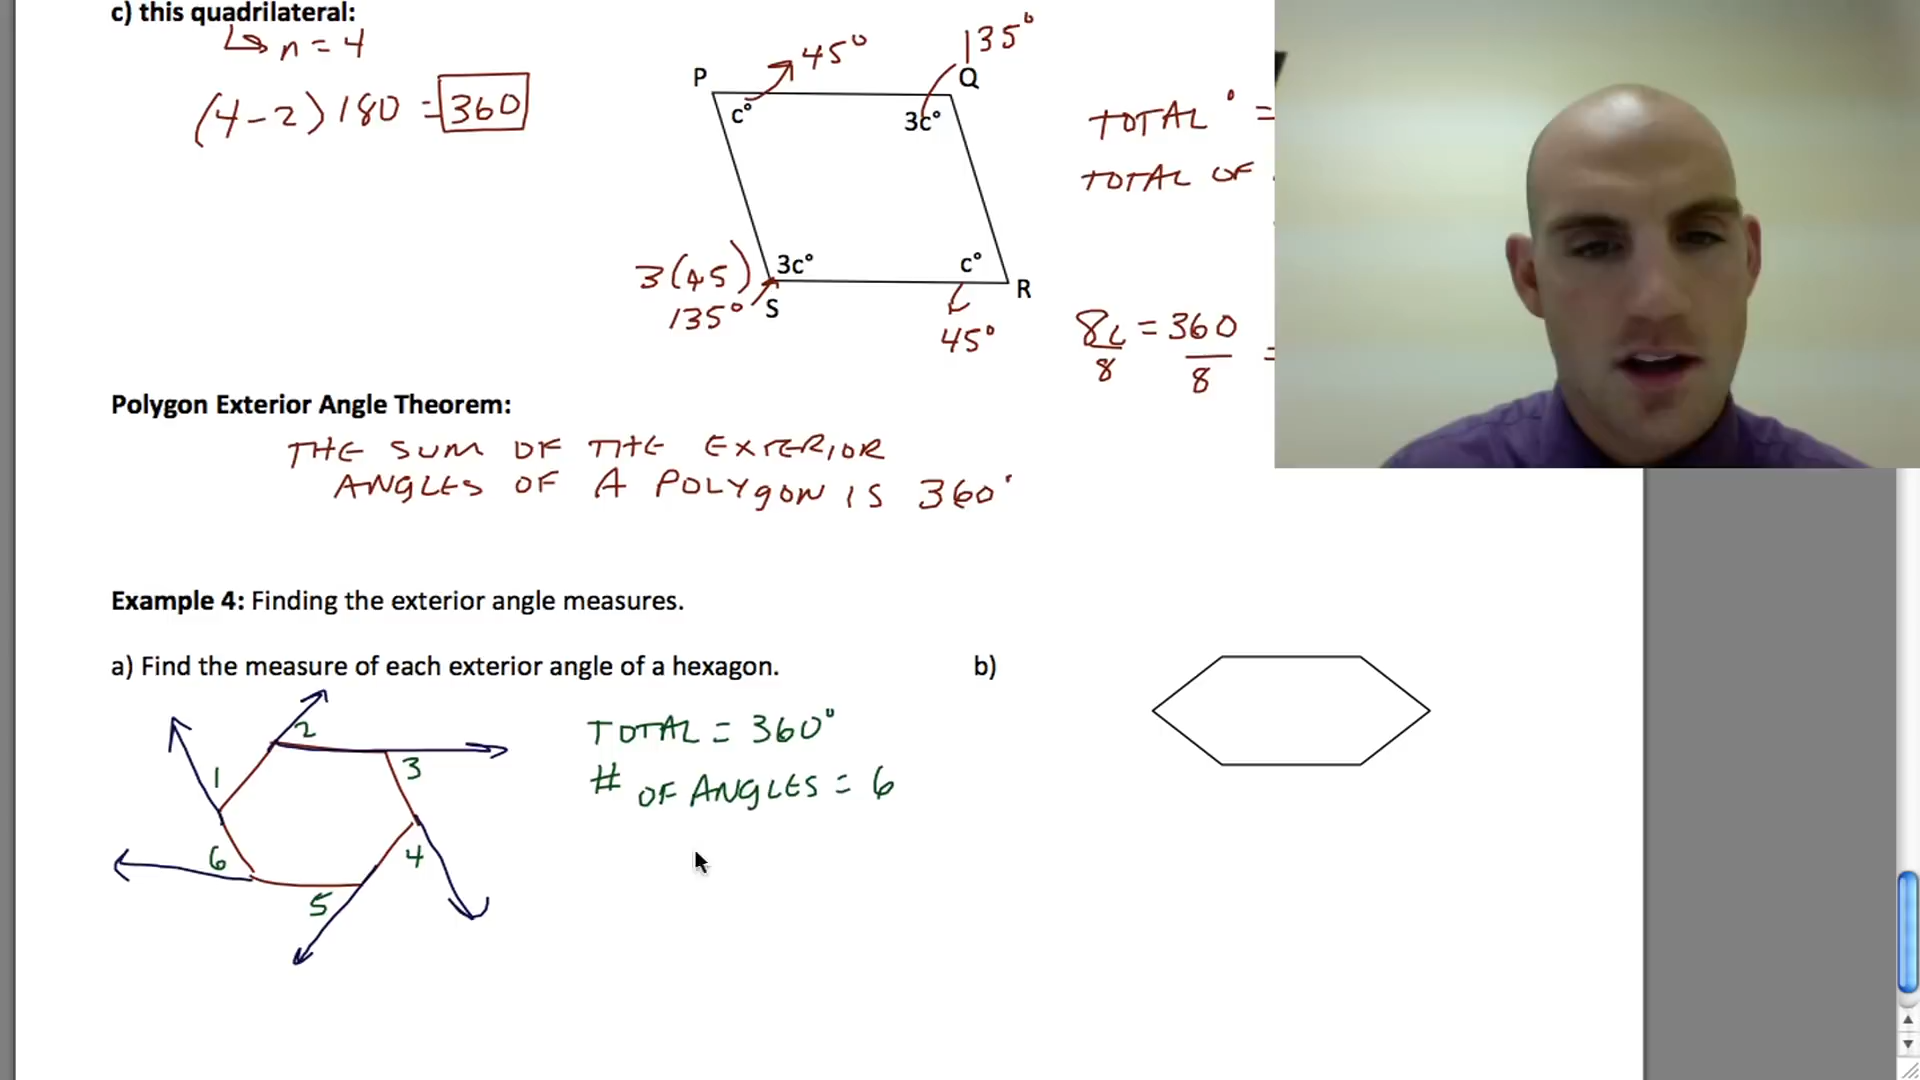 c) this quadrilateral:
n = 4
(4-2)180 = 360
45°
135°
P
Q
c°
3c°
3c°
c°
S
R
3(45)
135°
45°
TOTAL ° =
TOTAL OF
8c = 360 =
8 8
Polygon Exterior Angle Theorem:
THE SUM OF THE EXTERIOR
ANGLES OF A POLYGON IS 360°
Example 4: Finding the exterior angle measures.
a) Find the measure of each exterior angle of a hexagon.
b)
1
2
3
4
5
6
TOTAL = 360°
# OF ANGLES = 6